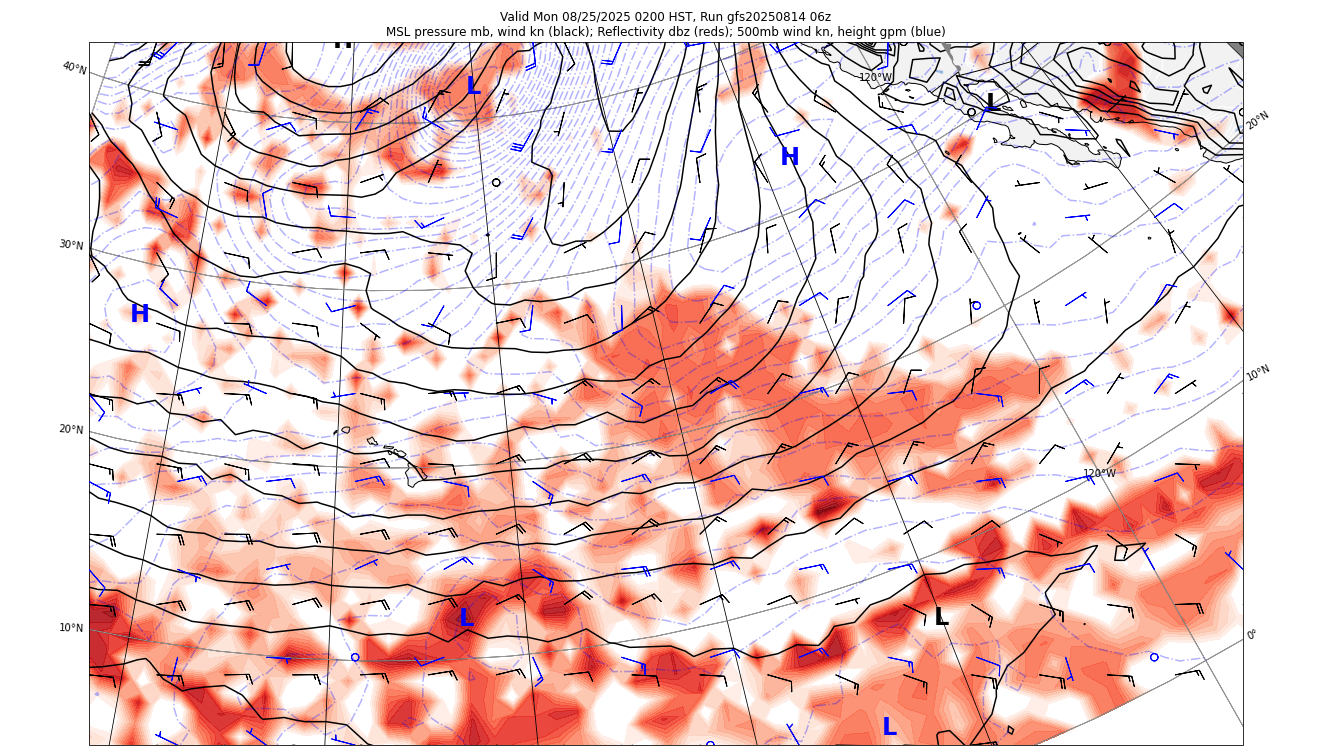 Valid Mon 08/25/2025 0200 HST, Run gfs20250814 06z
MSL pressure mb, wind kn (black); Reflectivity dbz (reds); 500mb wind kn, height gpm (blue)
H
40°N
L
120°W
L
20°N
H
30°N
H
10°N
20°N
120°W
L
L
10°N
0°
L